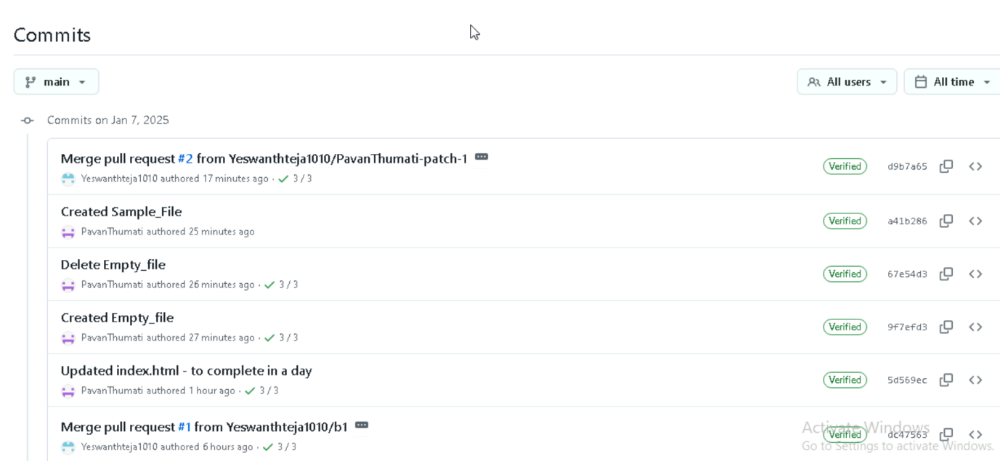 Commits
main All users All time
Commits on Jan 7, 2025
Merge pull request #2 from Yeswanthteja1010/PavanThumati-patch-1
Yeswanthteja1010 authored 17 minutes ago · 3 / 3
Verified d9b7a65
Created Sample_File
PavanThumati authored 25 minutes ago
Verified a41b286
Delete Empty_file
PavanThumati authored 26 minutes ago · 3 / 3
Verified 67e54d3
Created Empty_file
PavanThumati authored 27 minutes ago · 3 / 3
Verified 9f7efd3
Updated index.html - to complete in a day
PavanThumati authored 1 hour ago · 3 / 3
Verified 5d569ec
Merge pull request #1 from Yeswanthteja1010/b1
Yeswanthteja1010 authored 6 hours ago · 3 / 3
Verified dc47563
Activate Windows
Go to Settings to activate Windows.